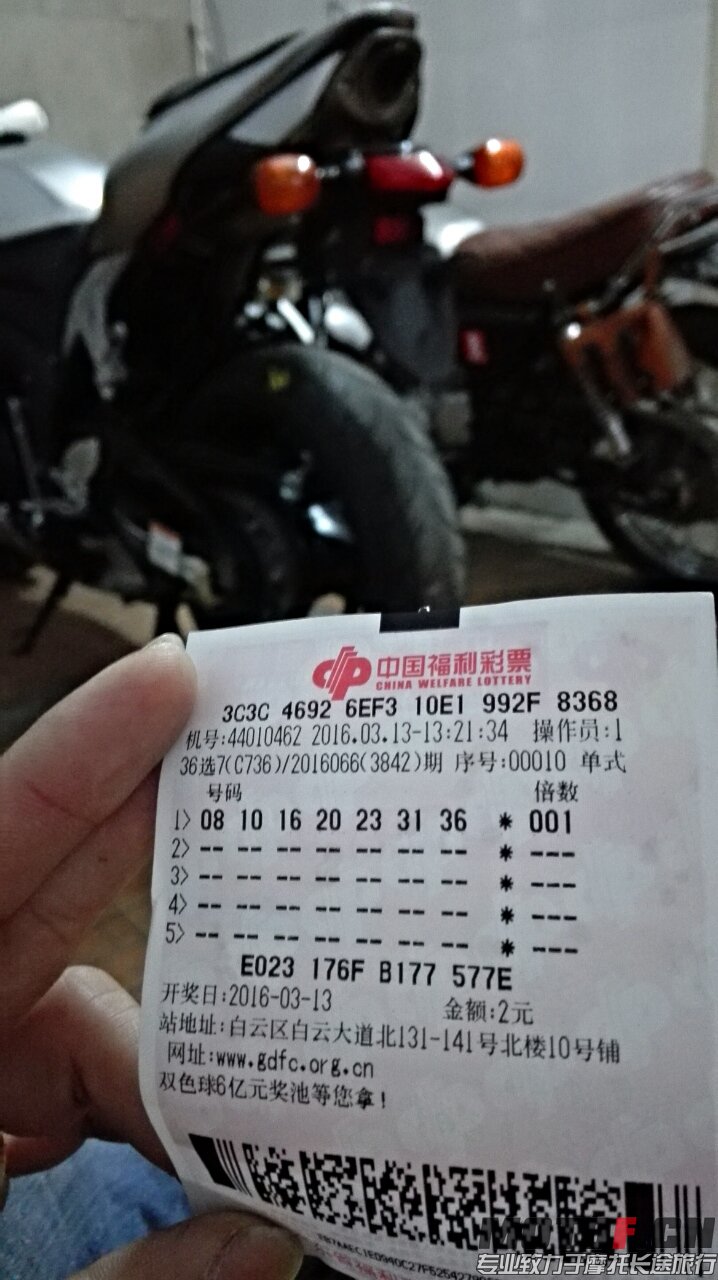 中国福利彩票
CHINA WELFARE LOTTERY
3C3C 4692 6EF3 10E1 992F 8368
机号:44010462 2016.03.13-13:21:34 操作员:1
36选7(C736)/2016066(3842)期 序号:00010 单式
号码 倍数
1> 08 10 16 20 23 31 36 * 001
2> -- -- -- -- -- -- -- * ---
3> -- -- -- -- -- -- -- * ---
4> -- -- -- -- -- -- -- * ---
5> -- -- -- -- -- -- -- * ---
E023 176F B177 577E
开奖日:2016-03-13 金额:2元
站地址:白云区白云大道北131-141号北楼10号铺
网址:www.gdfc.org.cn
双色球6亿元奖池等您拿!
专业致力于摩托长途旅行